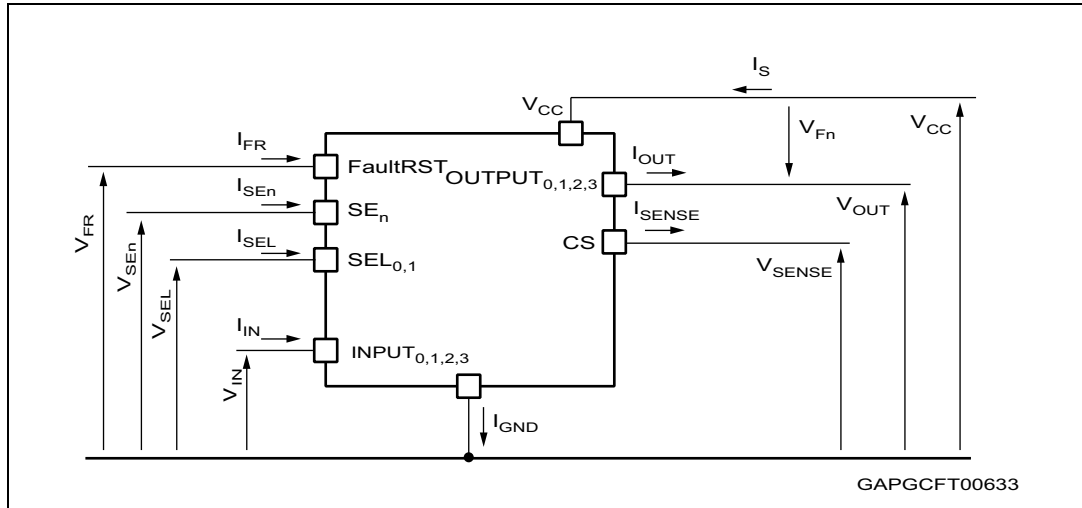 I_S
V_CC
V_Fn
V_CC
I_FR
FaultRST
OUTPUT_0,1,2,3
I_OUT
I_SEn
SE_n
I_SENSE
V_OUT
V_FR
I_SEL
SEL_0,1
CS
V_SENSE
V_SEn
V_SEL
I_IN
INPUT_0,1,2,3
V_IN
I_GND
GAPGCFT00633